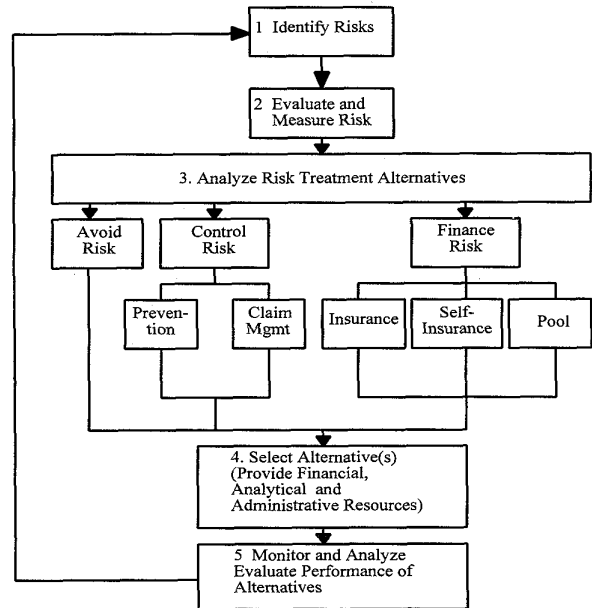 1 Identify Risks
2 Evaluate and
Measure Risk
3. Analyze Risk Treatment Alternatives
Avoid
Risk
Control
Risk
Finance
Risk
Preven-
tion
Claim
Mgmt
Insurance
Self-
Insurance
Pool
4. Select Alternative(s)
(Provide Financial,
Analytical and
Administrative Resources)
5 Monitor and Analyze
Evaluate Performance of
Alternatives